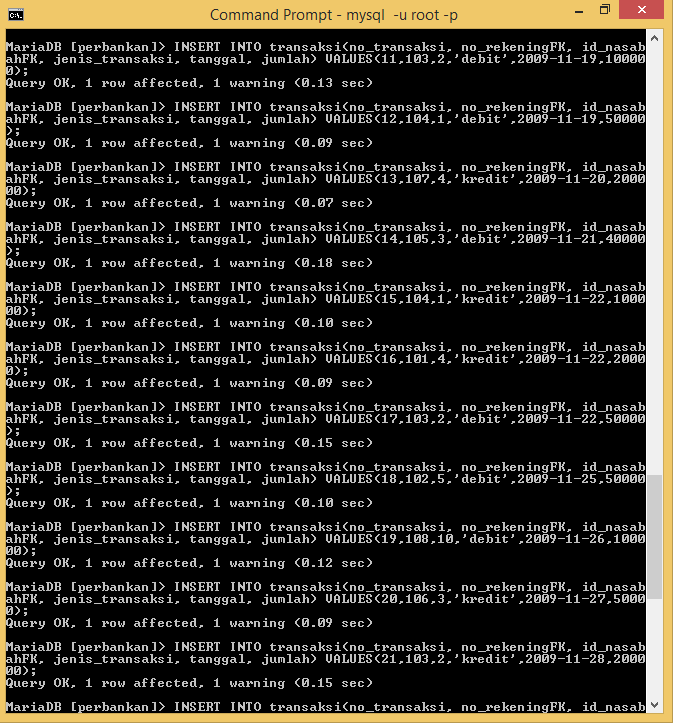 C:\.
Command Prompt - mysql -u root -p
MariaDB [perbankan]> INSERT INTO transaksi(no_transaksi, no_rekeningFK, id_nasab
ahFK, jenis_transaksi, tanggal, junlah) VALUES(11,103,2,'debit',2009-11-19,10000
0);
Query OK, 1 row affected, 1 warning (0.13 sec)
MariaDB [perbankan]> INSERT INTO transaksi(no_transaksi, no_rekeningFK, id_nasab
ahFK, jenis_transaksi, tanggal, junlah) VALUES(12,104,1,'debit',2009-11-19,50000
);
Query OK, 1 row affected, 1 warning (0.09 sec)
MariaDB [perbankan]> INSERT INTO transaksi(no_transaksi, no_rekeningFK, id_nasab
ahFK, jenis_transaksi, tanggal, junlah) VALUES(13,107,4,'kredit',2009-11-20,2000
00);
Query OK, 1 row affected, 1 warning (0.07 sec)
MariaDB [perbankan]> INSERT INTO transaksi(no_transaksi, no_rekeningFK, id_nasab
ahFK, jenis_transaksi, tanggal, junlah) VALUES(14,105,3,'debit',2009-11-21,40000
);
Query OK, 1 row affected, 1 warning (0.18 sec)
MariaDB [perbankan]> INSERT INTO transaksi(no_transaksi, no_rekeningFK, id_nasab
ahFK, jenis_transaksi, tanggal, junlah) VALUES(15,104,1,'kredit',2009-11-22,1000
00);
Query OK, 1 row affected, 1 warning (0.10 sec)
MariaDB [perbankan]> INSERT INTO transaksi(no_transaksi, no_rekeningFK, id_nasab
ahFK, jenis_transaksi, tanggal, junlah) VALUES(16,101,4,'kredit',2009-11-22,2000
0);
Query OK, 1 row affected, 1 warning (0.09 sec)
MariaDB [perbankan]> INSERT INTO transaksi(no_transaksi, no_rekeningFK, id_nasab
ahFK, jenis_transaksi, tanggal, junlah) VALUES(17,103,2,'debit',2009-11-22,50000
);
Query OK, 1 row affected, 1 warning (0.15 sec)
MariaDB [perbankan]> INSERT INTO transaksi(no_transaksi, no_rekeningFK, id_nasab
ahFK, jenis_transaksi, tanggal, junlah) VALUES(18,102,5,'debit',2009-11-25,50000
);
Query OK, 1 row affected, 1 warning (0.10 sec)
MariaDB [perbankan]> INSERT INTO transaksi(no_transaksi, no_rekeningFK, id_nasab
ahFK, jenis_transaksi, tanggal, junlah) VALUES(19,108,10,'debit',2009-11-26,1000
00);
Query OK, 1 row affected, 1 warning (0.12 sec)
MariaDB [perbankan]> INSERT INTO transaksi(no_transaksi, no_rekeningFK, id_nasab
ahFK, jenis_transaksi, tanggal, junlah) VALUES(20,106,3,'kredit',2009-11-27,5000
0);
Query OK, 1 row affected, 1 warning (0.09 sec)
MariaDB [perbankan]> INSERT INTO transaksi(no_transaksi, no_rekeningFK, id_nasab
ahFK, jenis_transaksi, tanggal, junlah) VALUES(21,103,2,'kredit',2009-11-28,2000
00);
Query OK, 1 row affected, 1 warning (0.15 sec)
MariaDB [perbankan]> INSERT INTO transaksi(no_transaksi, no_rekeningFK, id_nasab